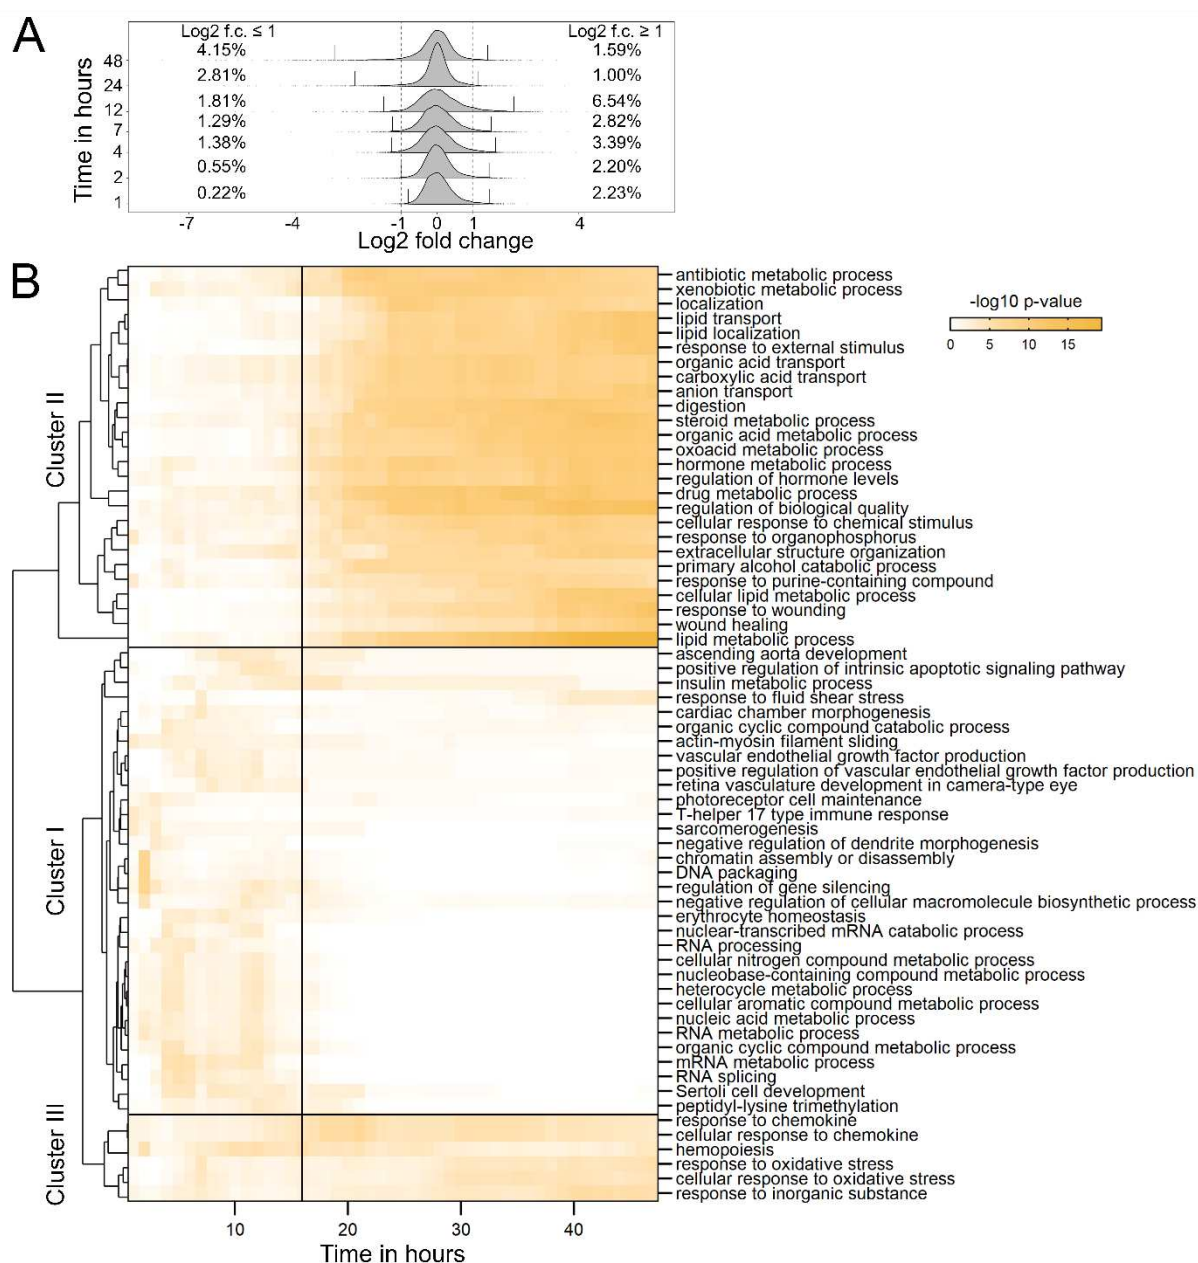 A
Log2 f.c. ≤ 1
Log2 f.c. ≥ 1
Time in hours
48
4.15%
1.59%
24
2.81%
1.00%
12
1.81%
6.54%
7
1.29%
2.82%
4
1.38%
3.39%
2
0.55%
2.20%
1
0.22%
2.23%
-7
-4
-1
0
1
4
Log2 fold change
B
-log10 p-value
0
5
10
15
Cluster II
antibiotic metabolic process
xenobiotic metabolic process
localization
lipid transport
lipid localization
response to external stimulus
organic acid transport
carboxylic acid transport
anion transport
digestion
steroid metabolic process
organic acid metabolic process
oxoacid metabolic process
hormone metabolic process
regulation of hormone levels
drug metabolic process
regulation of biological quality
cellular response to chemical stimulus
response to organophosphorus
extracellular structure organization
primary alcohol catabolic process
response to purine-containing compound
cellular lipid metabolic process
response to wounding
wound healing
lipid metabolic process
Cluster I
ascending aorta development
positive regulation of intrinsic apoptotic signaling pathway
insulin metabolic process
response to fluid shear stress
cardiac chamber morphogenesis
organic cyclic compound catabolic process
actin-myosin filament sliding
vascular endothelial growth factor production
positive regulation of vascular endothelial growth factor production
retina vasculature development in camera-type eye
photoreceptor cell maintenance
T-helper 17 type immune response
sarcomerogenesis
negative regulation of dendrite morphogenesis
chromatin assembly or disassembly
DNA packaging
regulation of gene silencing
negative regulation of cellular macromolecule biosynthetic process
erythrocyte homeostasis
nuclear-transcribed mRNA catabolic process
RNA processing
cellular nitrogen compound metabolic process
nucleobase-containing compound metabolic process
heterocycle metabolic process
cellular aromatic compound metabolic process
nucleic acid metabolic process
RNA metabolic process
organic cyclic compound metabolic process
mRNA metabolic process
RNA splicing
Sertoli cell development
peptidyl-lysine trimethylation
Cluster III
response to chemokine
cellular response to chemokine
hemopoiesis
response to oxidative stress
cellular response to oxidative stress
response to inorganic substance
10
20
30
40
Time in hours